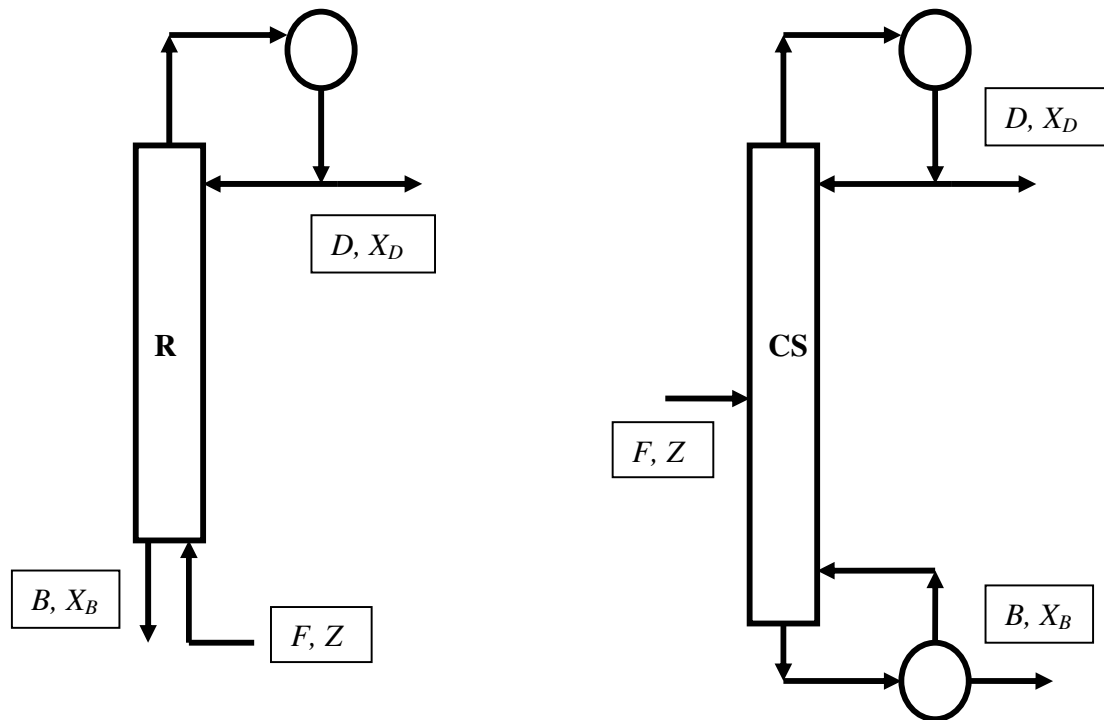 D, X_D
D, X_D
R
CS
F, Z
B, X_B
F, Z
B, X_B